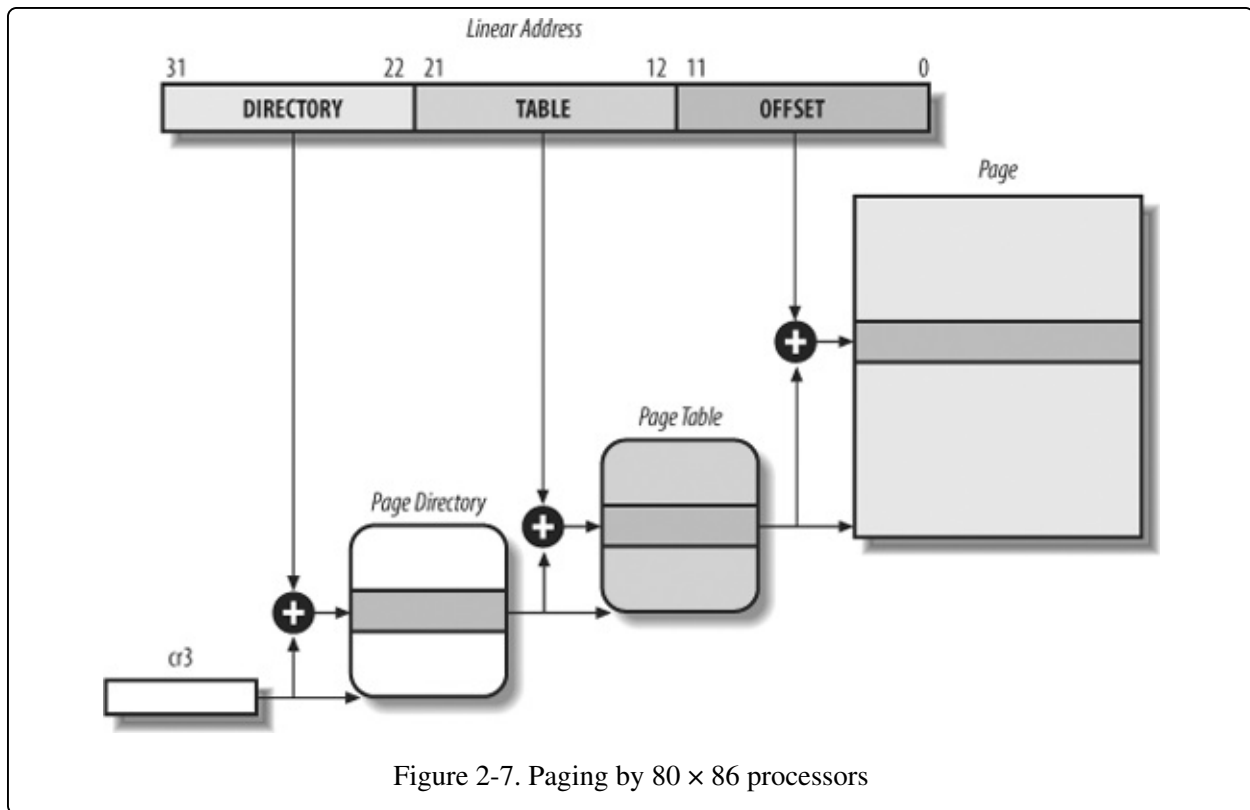 Linear Address
31 22 21 12 11 0
DIRECTORY TABLE OFFSET
Page
Page Table
Page Directory
cr3
Figure 2-7. Paging by 80 × 86 processors